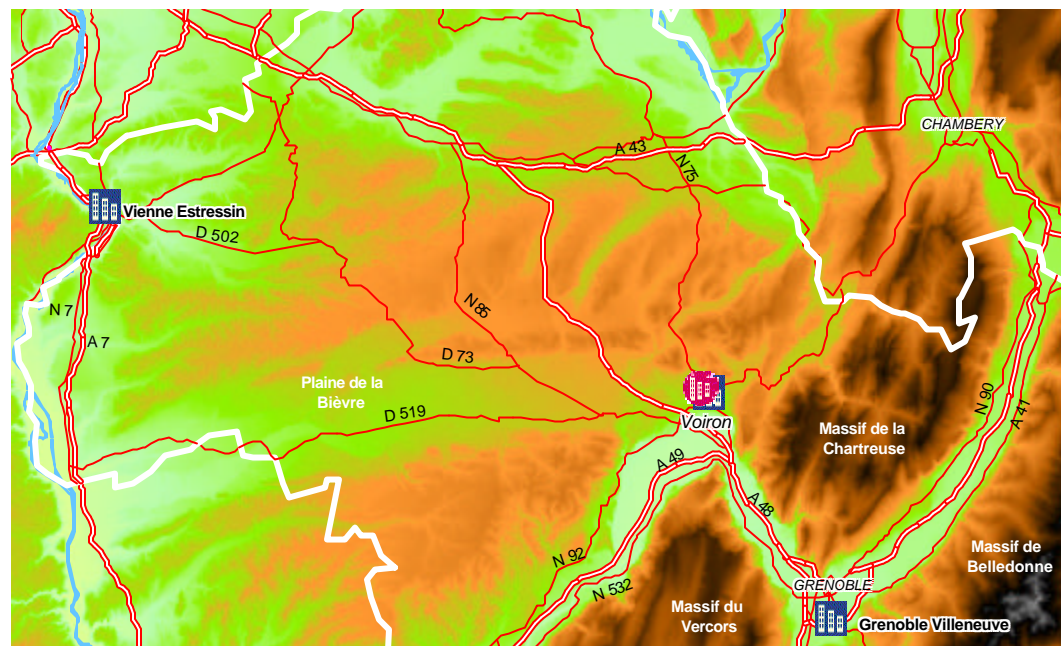 CHAMBERY
A 43
N 75
Vienne Estressin
D 502
N 7
A 7
N 85
D 73
Plaine de la
Bièvre
D 519
Voiron
Massif de la
Chartreuse
N 90
A 41
A 49
A 48
N 92
N 532
Massif de
Belledonne
GRENOBLE
Massif du
Vercors
Grenoble Villeneuve